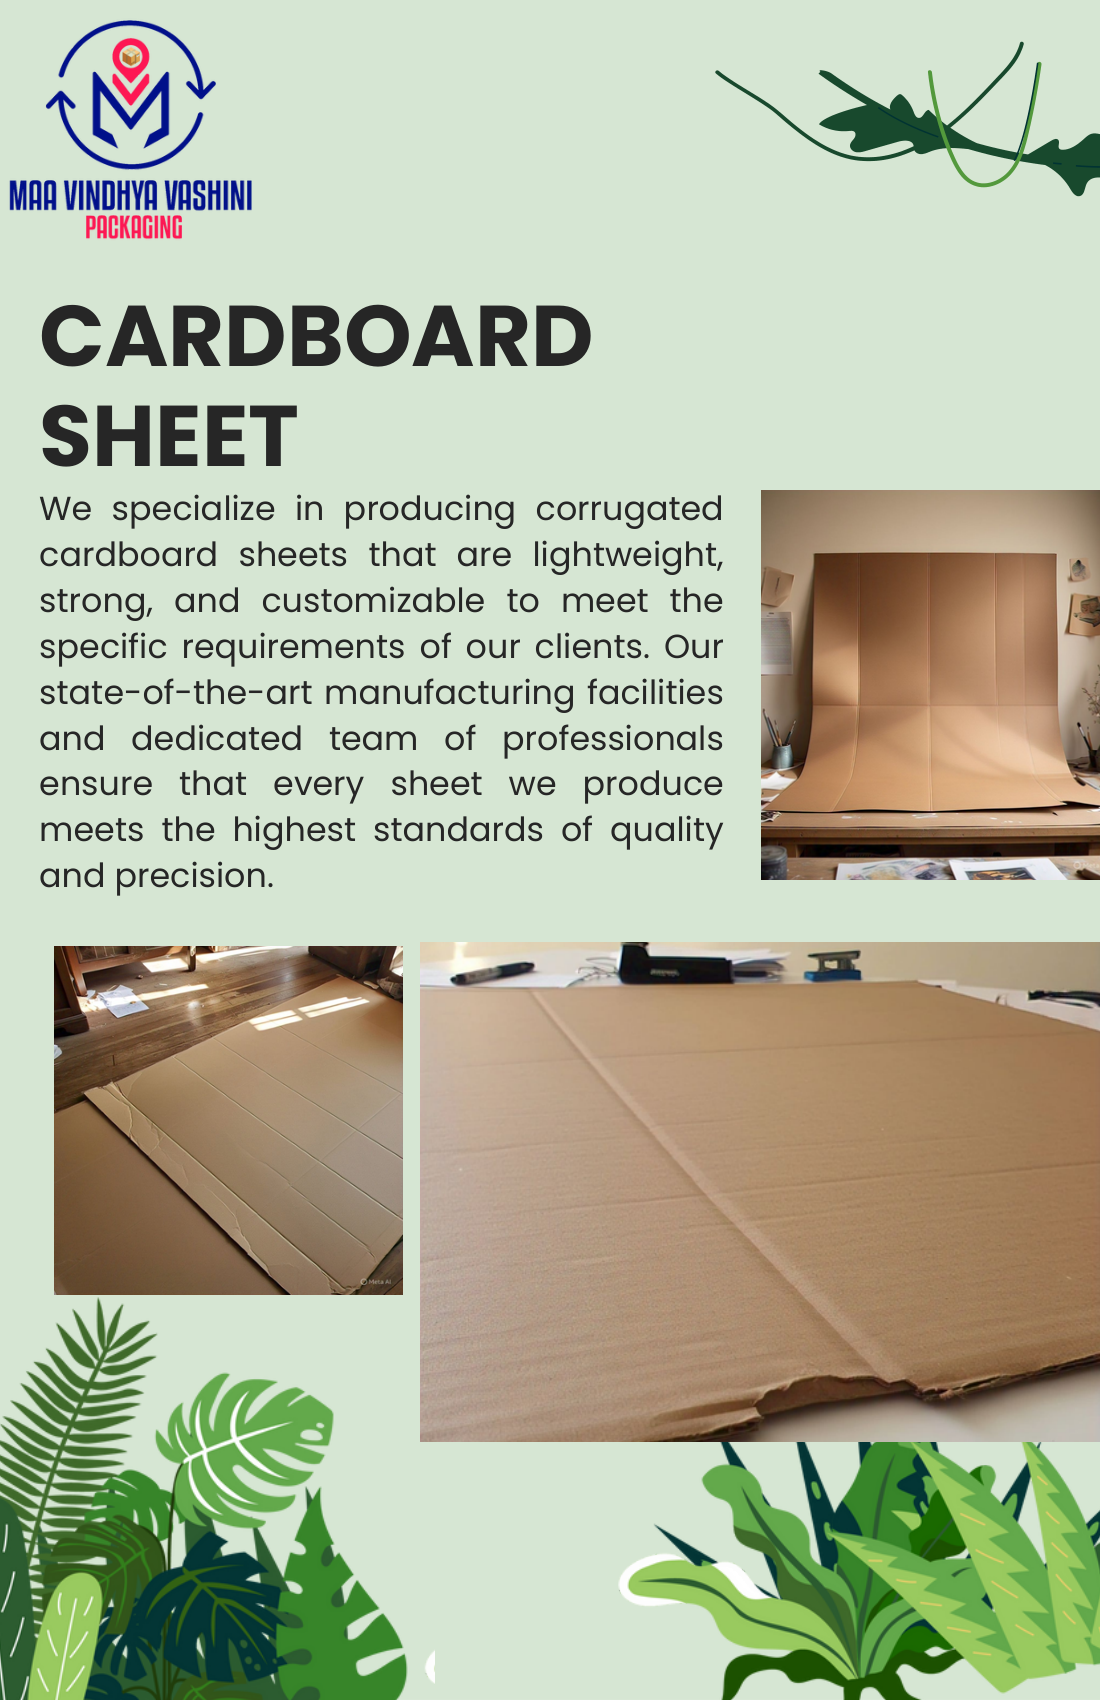 MAA VINDHYA VASHINI
PACKAGING
CARDBOARD
SHEET
We specialize in producing corrugated
cardboard sheets that are lightweight,
strong, and customizable to meet the
specific requirements of our clients. Our
state-of-the-art manufacturing facilities
and dedicated team of professionals
ensure that every sheet we produce
meets the highest standards of quality
and precision.
Meta AI